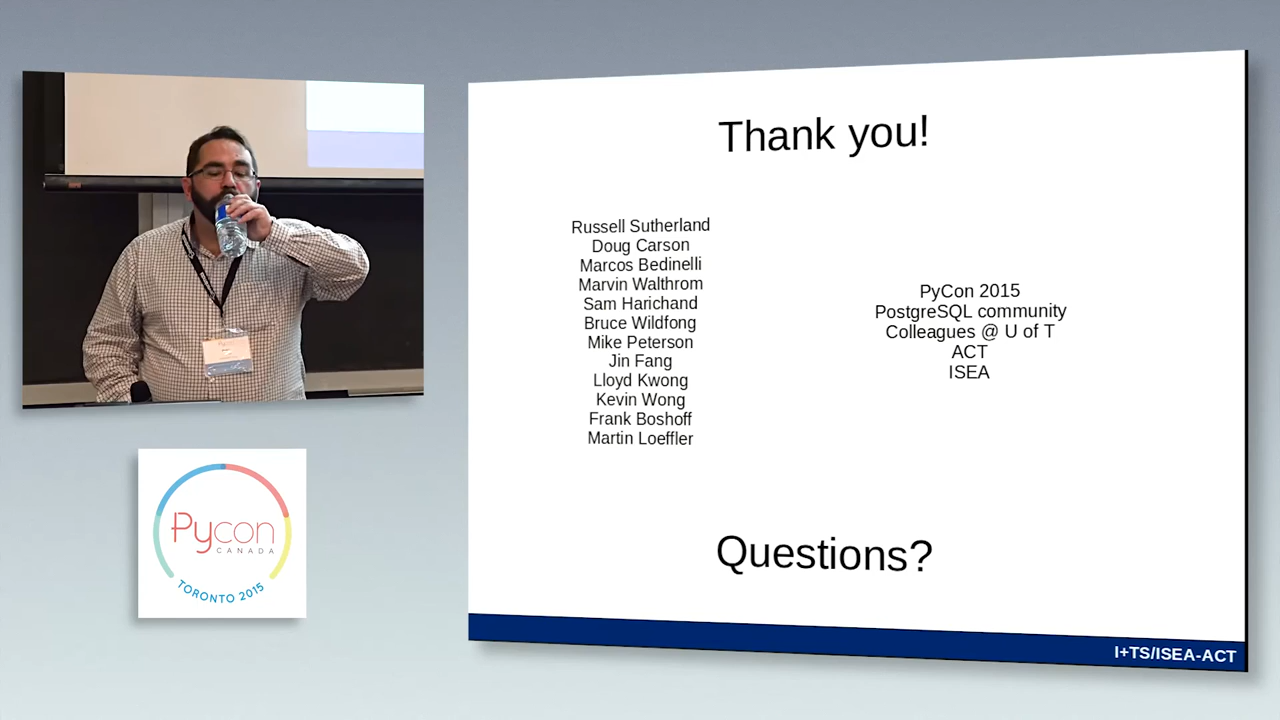 Thank you!
Russell Sutherland
Doug Carson
Marcos Bedinelli
Marvin Walthrom
Sam Harichand
Bruce Wildfong
Mike Peterson
Jin Fang
Lloyd Kwong
Kevin Wong
Frank Boshoff
Martin Loeffler
PyCon 2015
PostgreSQL community
Colleagues @ U of T
ACT
ISEA
Questions?
I+TS/ISEA-ACT
Pycon
CANADA
TORONTO 2015